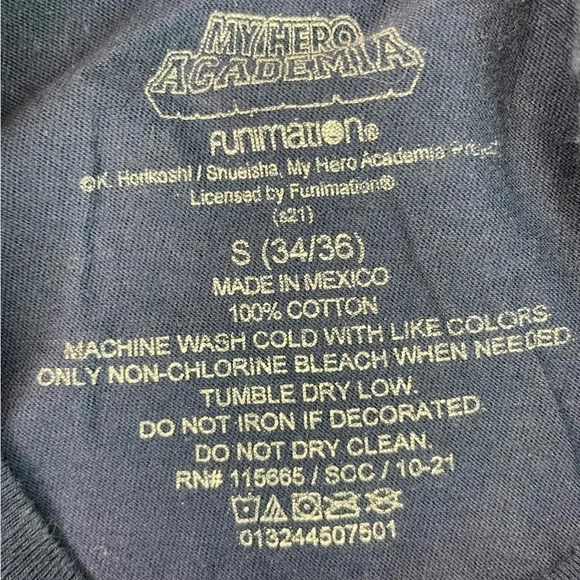 MY HERO
ACADEMIA
FUNIMATION®
©K. Horikoshi / Shueisha, My Hero Academia Project
Licensed by Funimation®
(s21)
S (34/36)
MADE IN MEXICO
100% COTTON
MACHINE WASH COLD WITH LIKE COLORS
ONLY NON-CHLORINE BLEACH WHEN NEEDED.
TUMBLE DRY LOW.
DO NOT IRON IF DECORATED.
DO NOT DRY CLEAN.
RN# 115665 / SOC / 10-21
013244507501